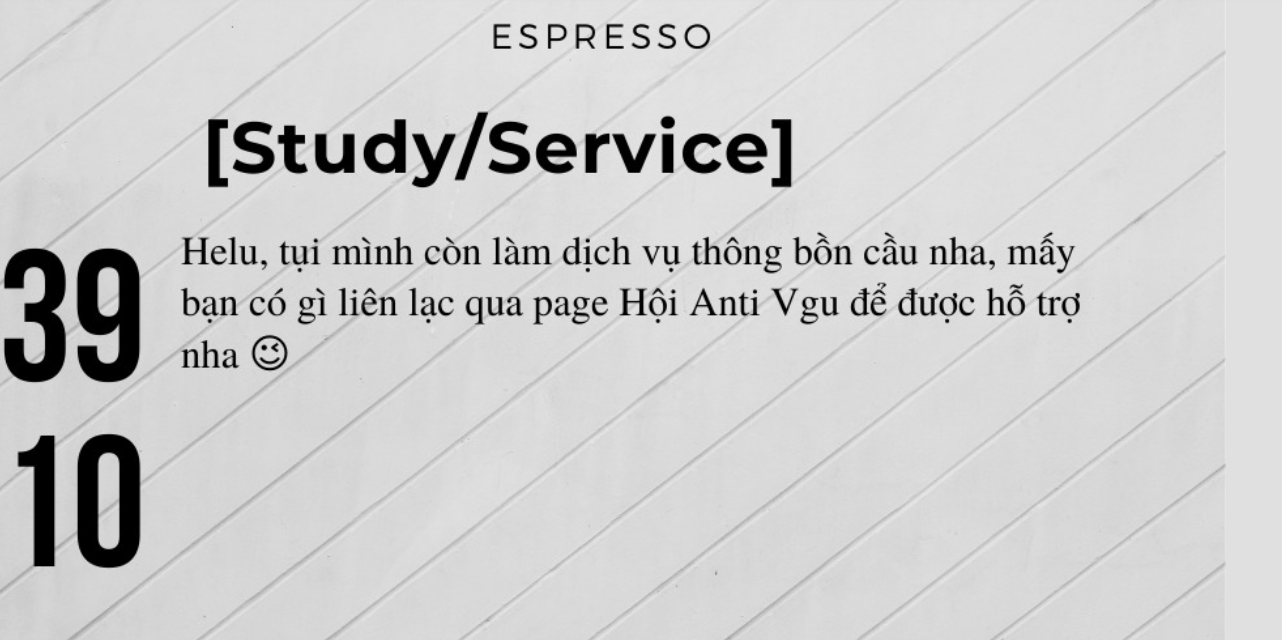 ESPRESSO
[Study/Service]
39
Helu, tụi mình còn làm dịch vụ thông bồn cầu nha, mấy
bạn có gì liên lạc qua page Hội Anti Vgu để được hỗ trợ
nha 😉
10